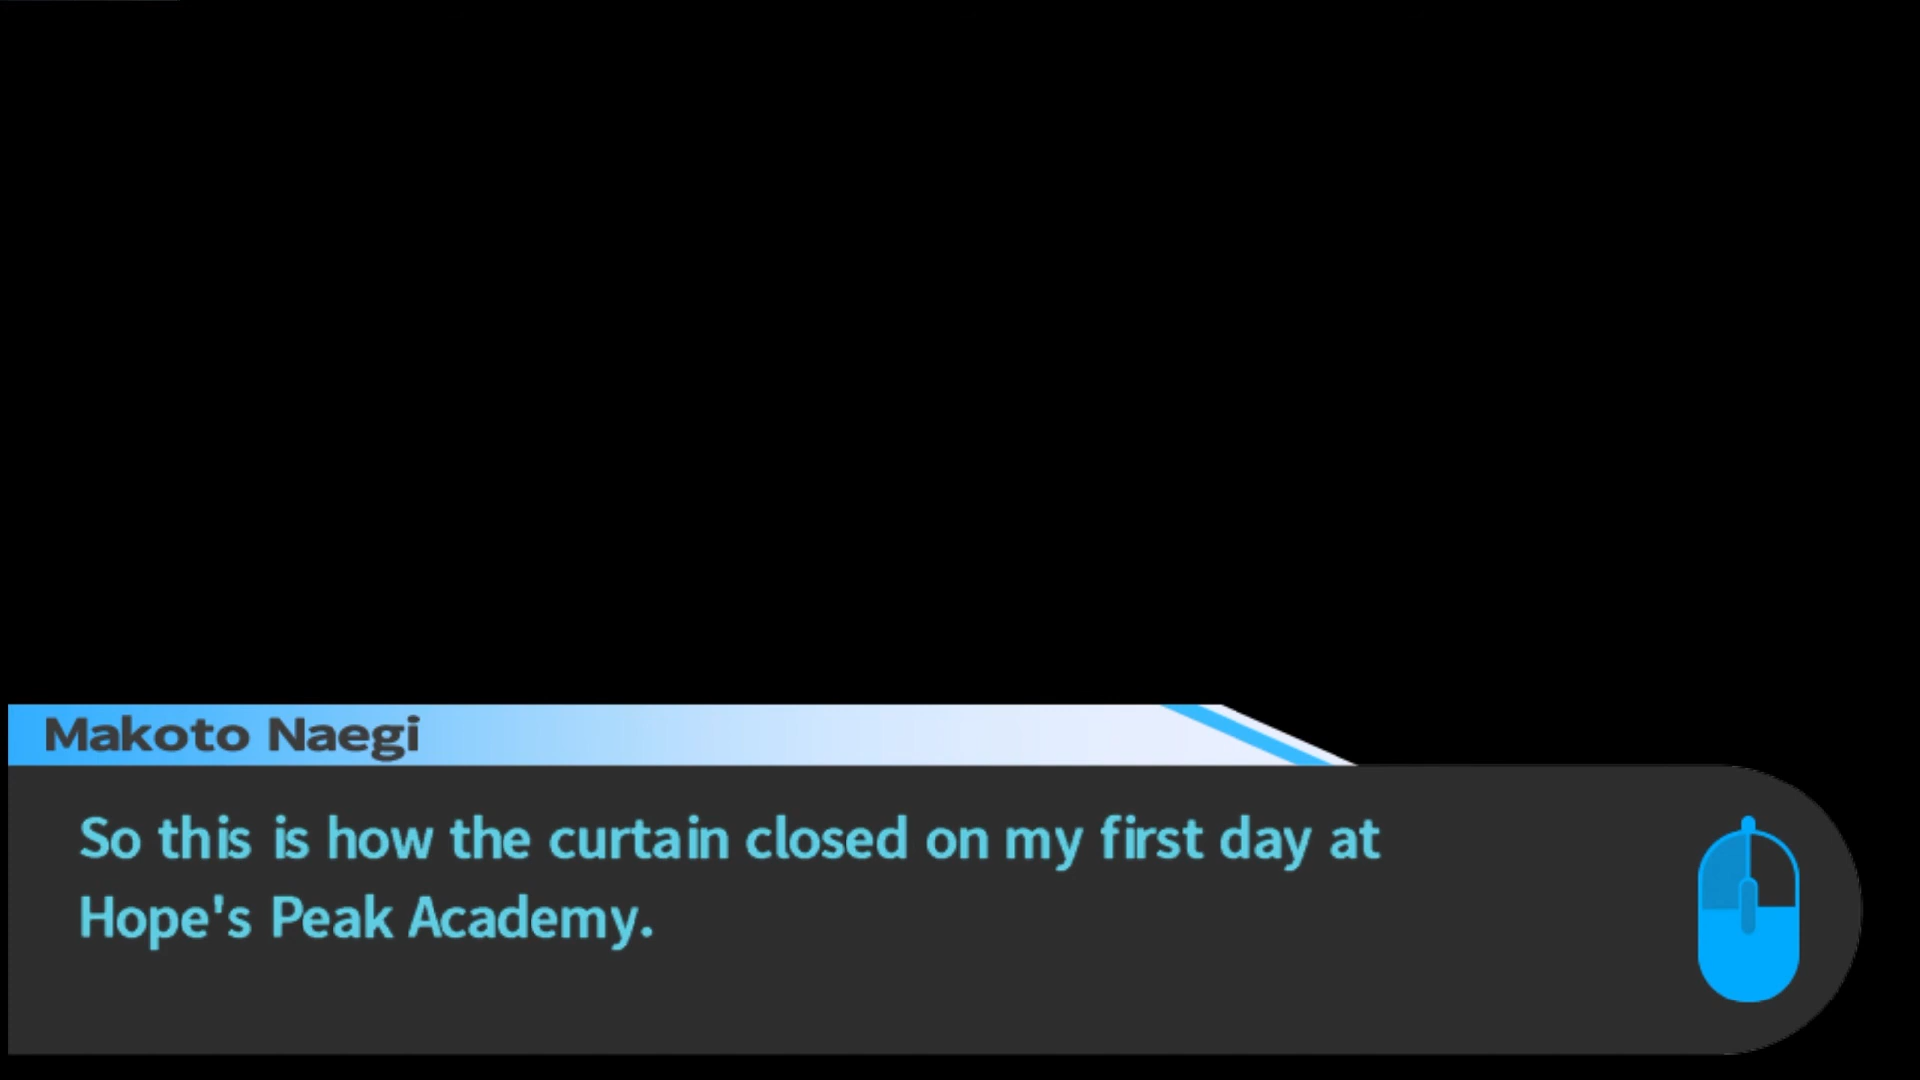 Makoto Naegi
So this is how the curtain closed on my first day at
Hope's Peak Academy.